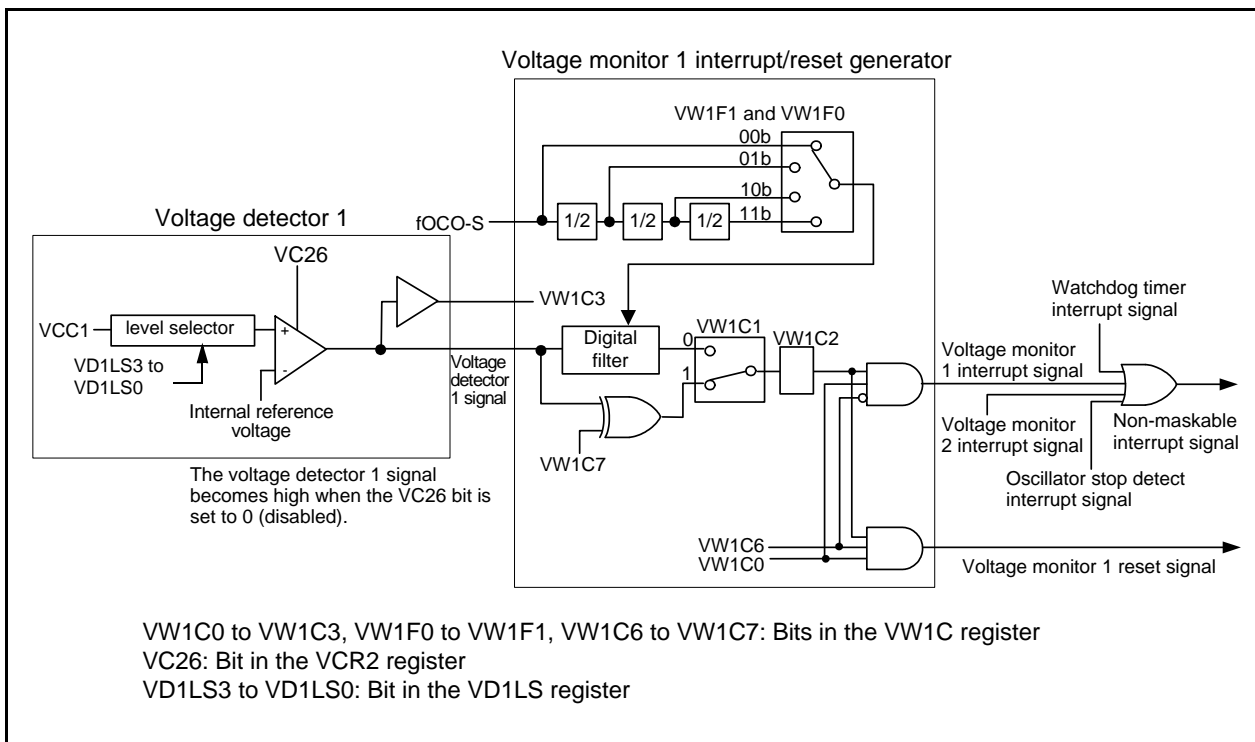 Voltage monitor 1 interrupt/reset generator
VW1F1 and VW1F0
00b
01b
10b
11b
fOCO-S
1/2
1/2
1/2
Voltage detector 1
VC26
VCC1
level selector
+
-
VD1LS3 to
VD1LS0
Internal reference
voltage
VW1C3
Voltage
detector
1 signal
The voltage detector 1 signal
becomes high when the VC26 bit is
set to 0 (disabled).
Digital
filter
VW1C7
VW1C1
0
1
VW1C2
VW1C6
VW1C0
Watchdog timer
interrupt signal
Voltage monitor
1 interrupt signal
Voltage monitor
2 interrupt signal
Non-maskable
interrupt signal
Oscillator stop detect
interrupt signal
Voltage monitor 1 reset signal
VW1C0 to VW1C3, VW1F0 to VW1F1, VW1C6 to VW1C7: Bits in the VW1C register
VC26: Bit in the VCR2 register
VD1LS3 to VD1LS0: Bit in the VD1LS register